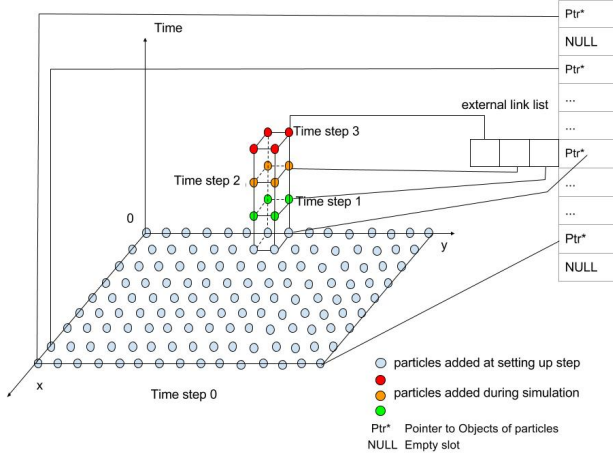 Ptr*
Time
NULL
Ptr*
...
external link list
...
Time step 3
Ptr*
Time step 2
...
Time step 1
...
0
y
Ptr*
NULL
particles added at setting up step
x
Time step 0
particles added during simulation
Ptr* Pointer to Objects of particles
NULL Empty slot